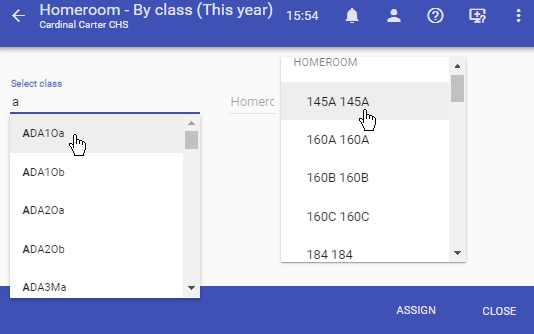 Homeroom - By class (This year)
Cardinal Carter CHS
15:54
Select class
a
ADA1Oa
ADA1Ob
ADA2Oa
ADA2Ob
ADA3Ma
Homerc
HOMEROOM
145A 145A
160A 160A
160B 160B
160C 160C
184 184
ASSIGN
CLOSE